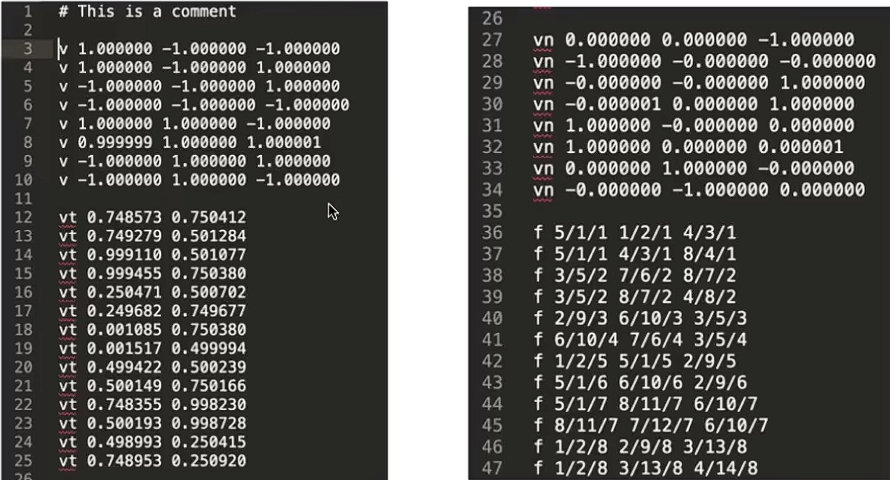 1 # This is a comment
2
3 v 1.000000 -1.000000 -1.000000
4 v 1.000000 -1.000000 1.000000
5 v -1.000000 -1.000000 1.000000
6 v -1.000000 -1.000000 -1.000000
7 v 1.000000 1.000000 -1.000000
8 v 0.999999 1.000000 1.000001
9 v -1.000000 1.000000 1.000000
10 v -1.000000 1.000000 -1.000000
11
12 vt 0.748573 0.750412
13 vt 0.749279 0.501284
14 vt 0.999110 0.501077
15 vt 0.999455 0.750380
16 vt 0.250471 0.500702
17 vt 0.249682 0.749677
18 vt 0.001085 0.750380
19 vt 0.001517 0.499994
20 vt 0.499422 0.500239
21 vt 0.500149 0.750166
22 vt 0.748355 0.998230
23 vt 0.500193 0.998728
24 vt 0.498993 0.250415
25 vt 0.748953 0.250920
26
26
27 vn 0.000000 0.000000 -1.000000
28 vn -1.000000 -0.000000 -0.000000
29 vn -0.000000 -0.000000 1.000000
30 vn -0.000001 0.000000 1.000000
31 vn 1.000000 -0.000000 0.000000
32 vn 1.000000 0.000000 0.000001
33 vn 0.000000 1.000000 -0.000000
34 vn -0.000000 -1.000000 0.000000
35
36 f 5/1/1 1/2/1 4/3/1
37 f 5/1/1 4/3/1 8/4/1
38 f 3/5/2 7/6/2 8/7/2
39 f 3/5/2 8/7/2 4/8/2
40 f 2/9/3 6/10/3 3/5/3
41 f 6/10/4 7/6/4 3/5/4
42 f 1/2/5 5/1/5 2/9/5
43 f 5/1/6 6/10/6 2/9/6
44 f 5/1/7 8/11/7 6/10/7
45 f 8/11/7 7/12/7 6/10/7
46 f 1/2/8 2/9/8 3/13/8
47 f 1/2/8 3/13/8 4/14/8